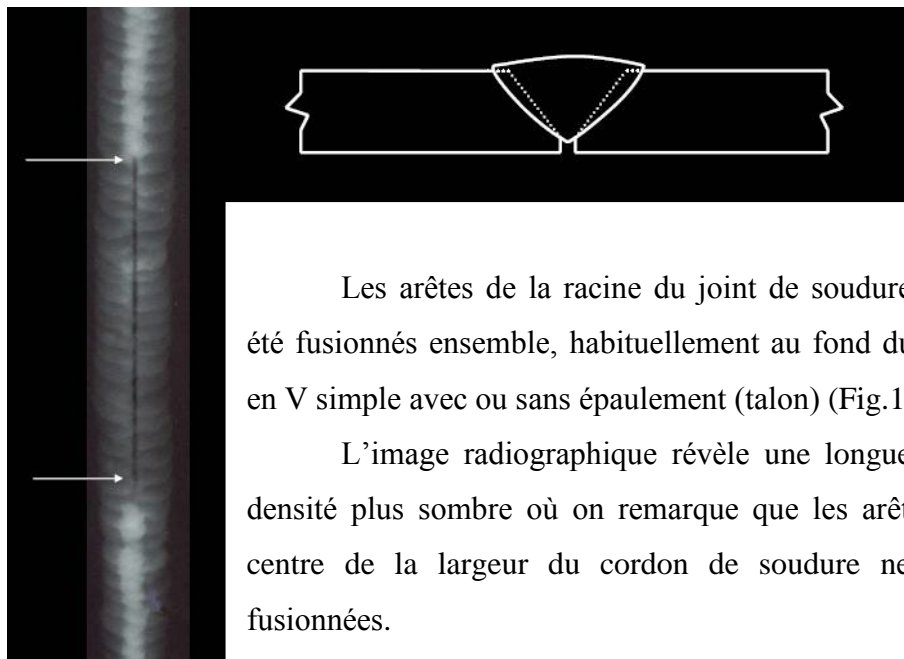 Les arêtes de la racine du joint de soudure
été fusionnés ensemble, habituellement au fond du
en V simple avec ou sans épaulement (talon) (Fig.1
L’image radiographique révèle une longue
densité plus sombre où on remarque que les arêt
centre de la largeur du cordon de soudure ne
fusionnées.